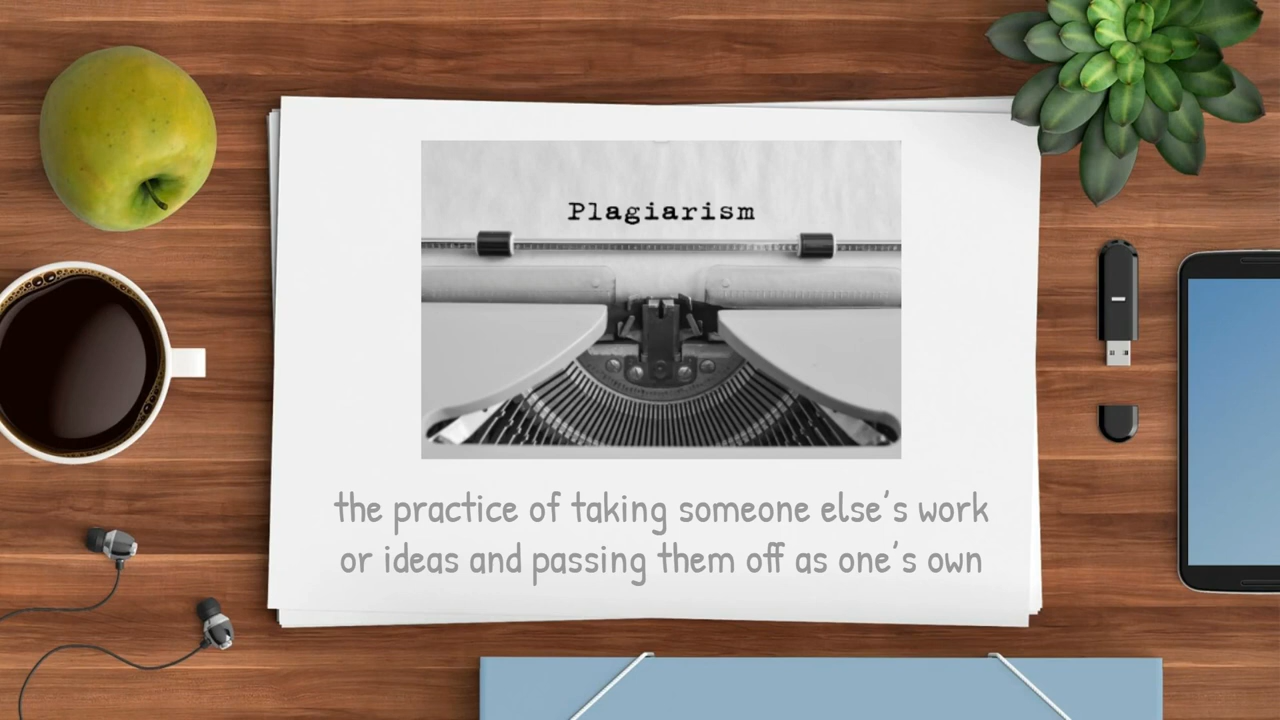 Plagiarism
the practice of taking someone else's work
or ideas and passing them off as one's own